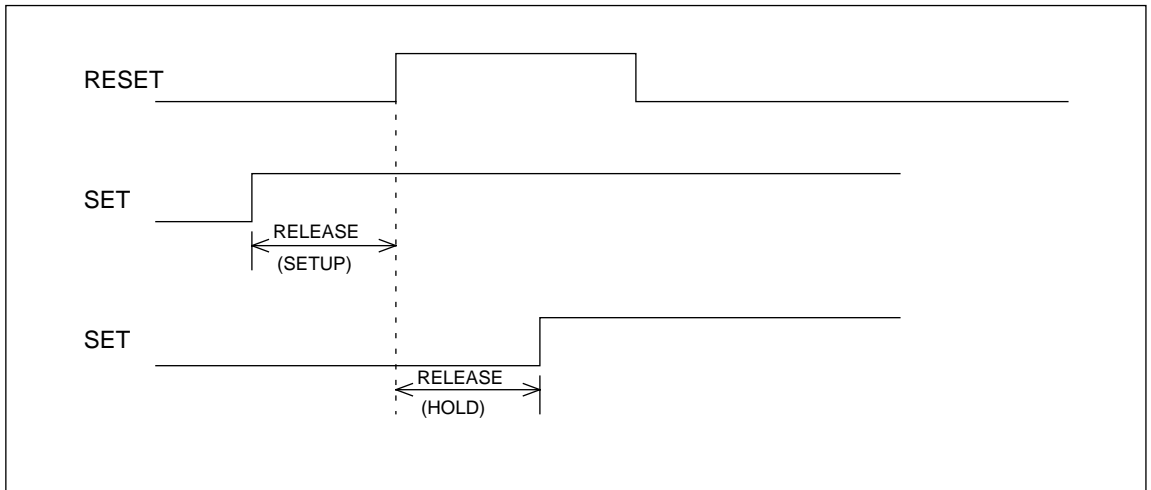 RESET
SET
RELEASE
(SETUP)
SET
RELEASE
(HOLD)